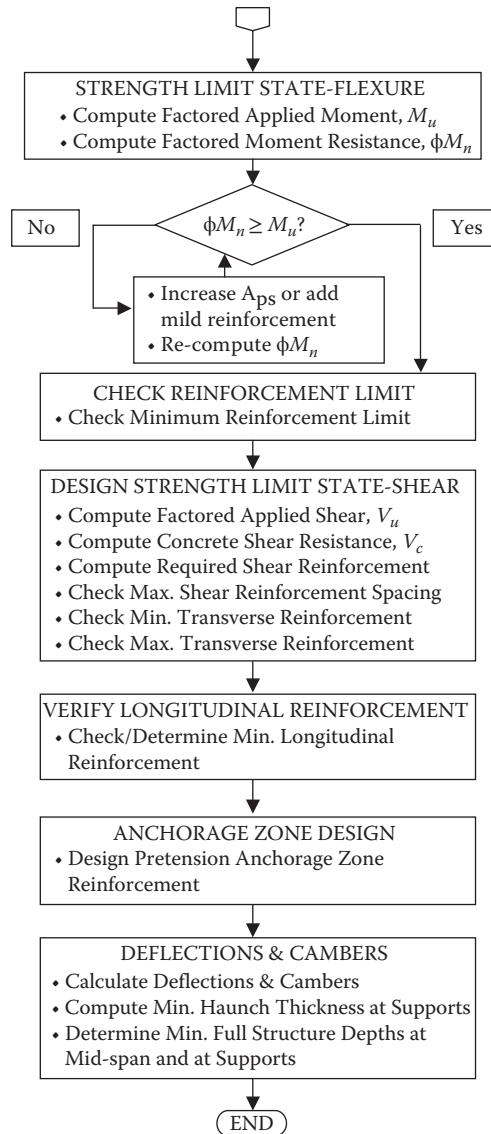 STRENGTH LIMIT STATE-FLEXURE
• Compute Factored Applied Moment, Mu
• Compute Factored Moment Resistance, ϕMn
No
ϕMn ≥ Mu?
Yes
• Increase Aps or add
mild reinforcement
• Re-compute ϕMn
CHECK REINFORCEMENT LIMIT
• Check Minimum Reinforcement Limit
DESIGN STRENGTH LIMIT STATE-SHEAR
• Compute Factored Applied Shear, Vu
• Compute Concrete Shear Resistance, Vc
• Compute Required Shear Reinforcement
• Check Max. Shear Reinforcement Spacing
• Check Min. Transverse Reinforcement
• Check Max. Transverse Reinforcement
VERIFY LONGITUDINAL REINFORCEMENT
• Check/Determine Min. Longitudinal
Reinforcement
ANCHORAGE ZONE DESIGN
• Design Pretension Anchorage Zone
Reinforcement
DEFLECTIONS & CAMBERS
• Calculate Deflections & Cambers
• Compute Min. Haunch Thickness at Supports
• Determine Min. Full Structure Depths at
Mid-span and at Supports
END